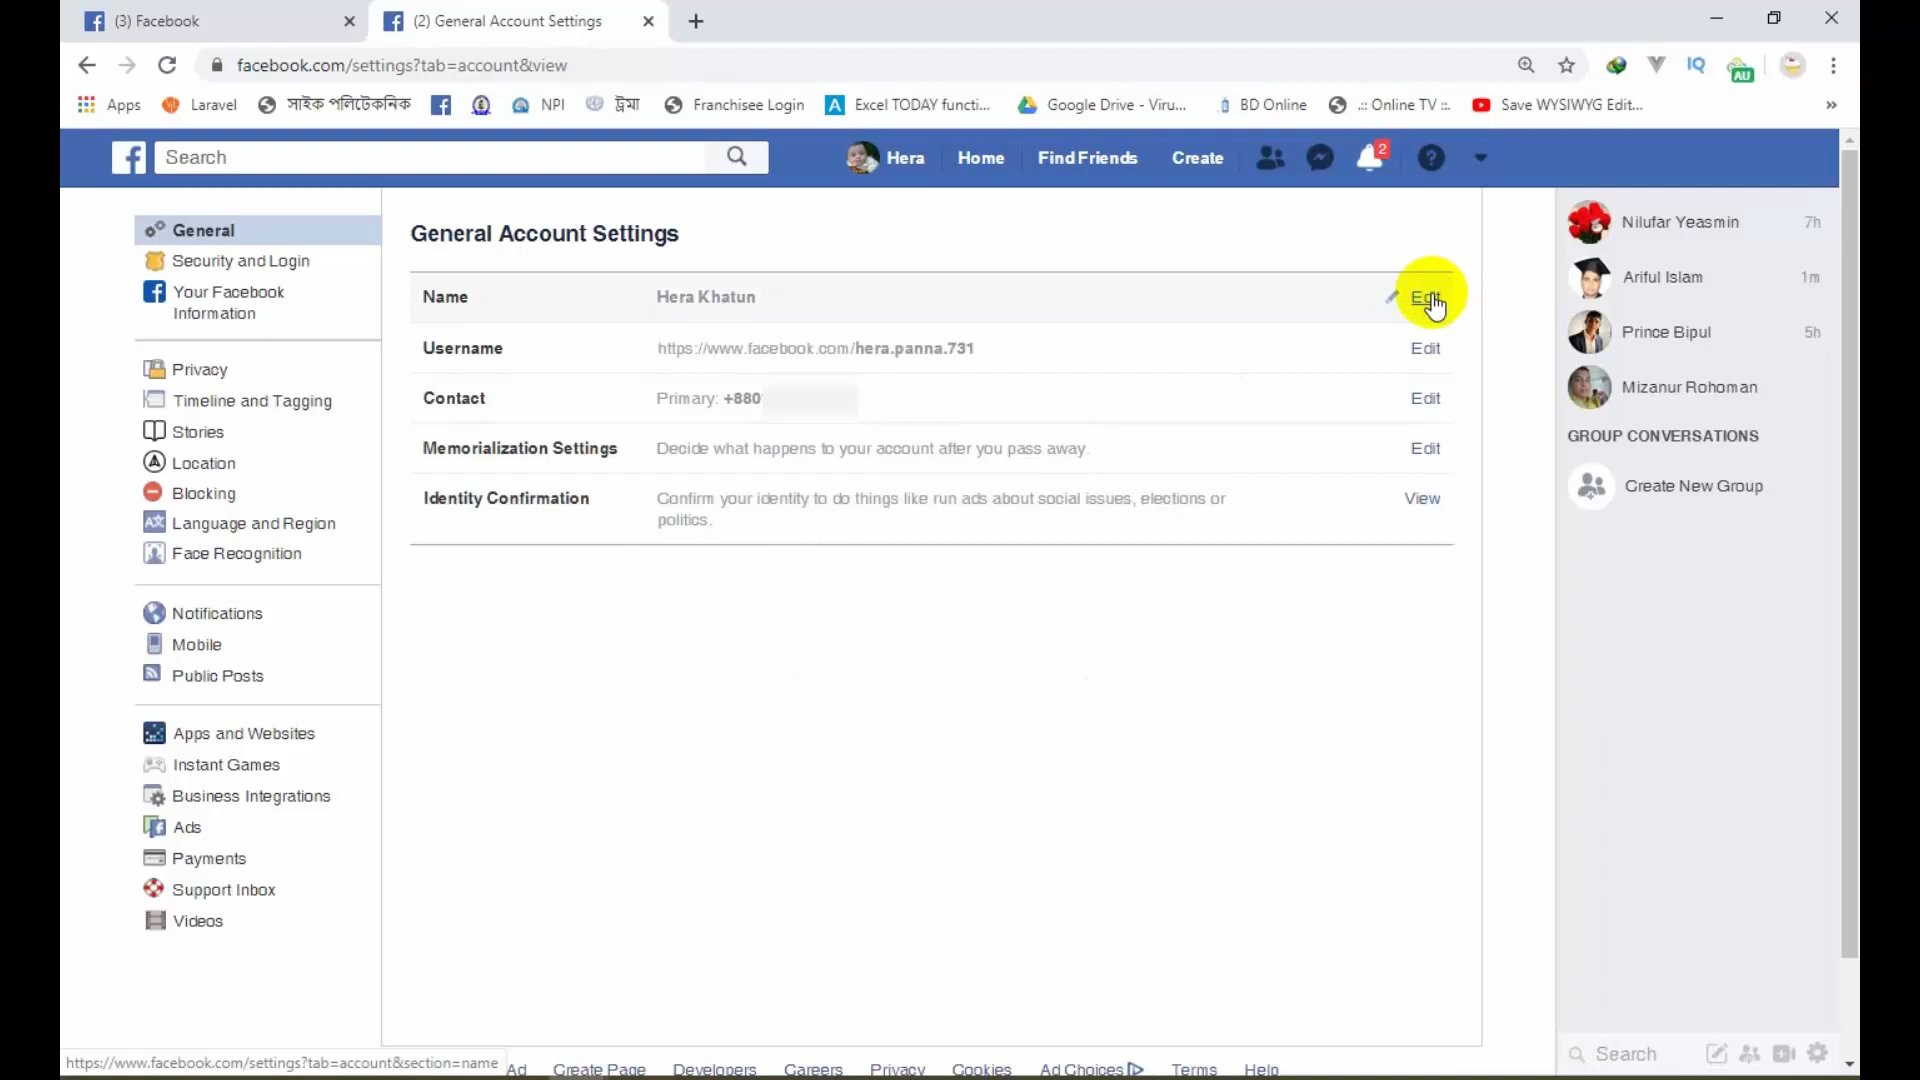 (3) Facebook
(2) General Account Settings
facebook.com/settings?tab=account&view
IQ
AU
Apps
Laravel
সাইক পলিটেকনিক
NPI
ট্রমা
Franchisee Login
Excel TODAY functi...
Google Drive - Viru...
BD Online
.:: Online TV ::.
Save WYSIWYG Edit...
Search
Hera
Home
Find Friends
Create
2
General
Security and Login
Your Facebook
Information
Privacy
Timeline and Tagging
Stories
Location
Blocking
Language and Region
Face Recognition
Notifications
Mobile
Public Posts
Apps and Websites
Instant Games
Business Integrations
Ads
Payments
Support Inbox
Videos
General Account Settings
Name Hera Khatun Edit
Username https://www.facebook.com/hera.panna.731 Edit
Contact Primary: +880 Edit
Memorialization Settings Decide what happens to your account after you pass away. Edit
Identity Confirmation Confirm your identity to do things like run ads about social issues, elections or View
politics.
Nilufar Yeasmin 7h
Ariful Islam 1m
Prince Bipul 5h
Mizanur Rohoman
GROUP CONVERSATIONS
Create New Group
Search
https://www.facebook.com/settings?tab=account&section=name
Ad Create Page Developers Careers Privacy Cookies Ad Choices Terms Help